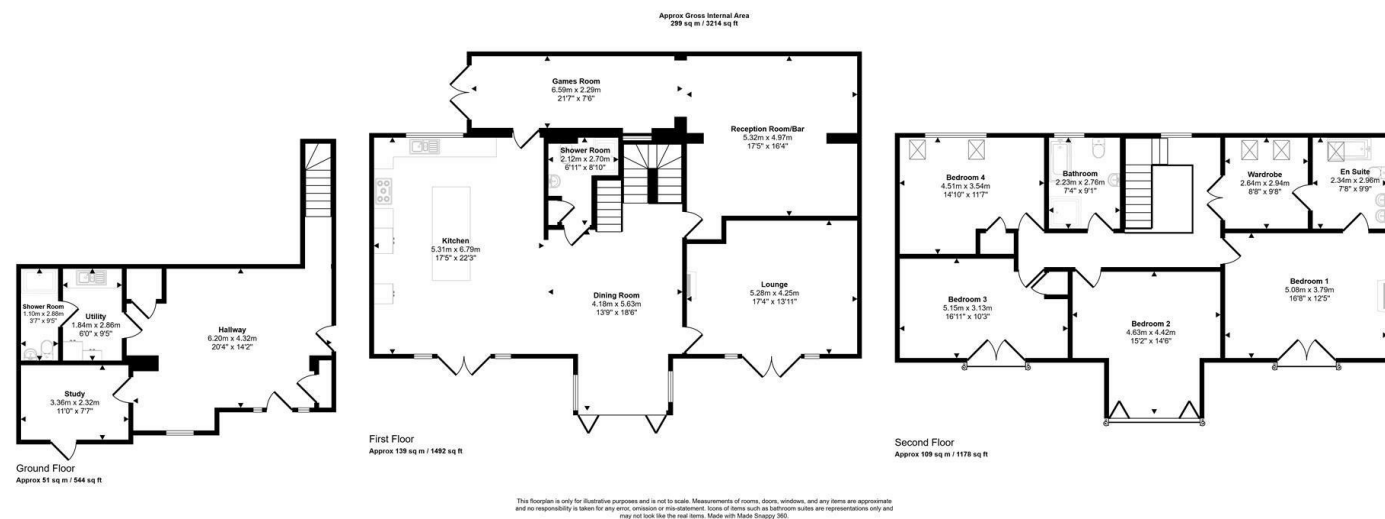 Approx Gross Internal Area
299 sq m / 3214 sq ft
Games Room
6.59m x 2.29m
21'7" x 7'6"
Reception Room/Bar
5.32m x 4.97m
17'5" x 16'4"
Shower Room
2.12m x 2.70m
6'11" x 8'10"
Kitchen
5.31m x 6.79m
17'5" x 22'3"
Dining Room
4.18m x 5.63m
13'9" x 18'6"
Lounge
5.28m x 4.25m
17'4" x 13'11"
First Floor
Approx 139 sq m / 1492 sq ft
Shower Room
1.10m x 2.86m
3'7" x 9'5"
Utility
1.84m x 2.86m
6'0" x 9'5"
Hallway
6.20m x 4.32m
20'4" x 14'2"
Study
3.36m x 2.32m
11'0" x 7'7"
Ground Floor
Approx 51 sq m / 544 sq ft
Bedroom 4
4.51m x 3.54m
14'10" x 11'7"
Bathroom
2.23m x 2.76m
7'4" x 9'1"
Wardrobe
2.64m x 2.94m
8'8" x 9'8"
En Suite
2.34m x 2.96m
7'8" x 9'9"
Bedroom 3
5.15m x 3.13m
16'11" x 10'3"
Bedroom 2
4.63m x 4.42m
15'2" x 14'6"
Bedroom 1
5.08m x 3.79m
16'8" x 12'5"
Second Floor
Approx 109 sq m / 1178 sq ft
This floorplan is only for illustrative purposes and is not to scale. Measurements of rooms, doors, windows, and any items are approximate
and no responsibility is taken for any error, omission or mis-statement. Icons of items such as bathroom suites are representations only and
may not look like the real items. Made with Made Snappy 360.